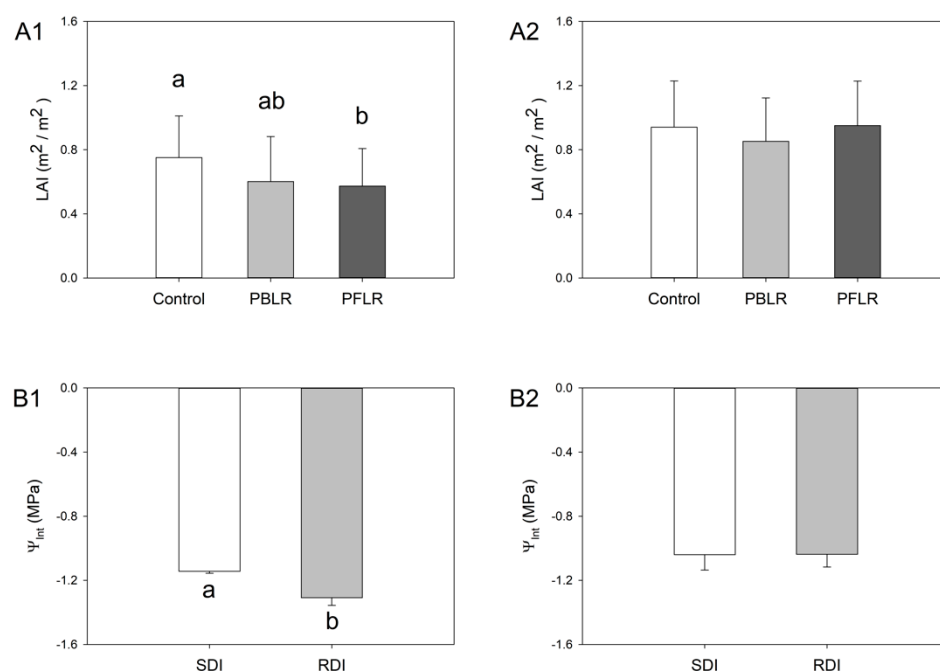 A1
1.6
1.2
0.8
0.4
0.0
LAI (m² / m²)
a
ab
b
Control PBLR PFLR
A2
1.6
1.2
0.8
0.4
0.0
LAI (m² / m²)
Control PBLR PFLR
B1
0.0
-0.4
-0.8
-1.2
-1.6
ΨInt (MPa)
a
b
SDI RDI
B2
0.0
-0.4
-0.8
-1.2
-1.6
ΨInt (MPa)
SDI RDI